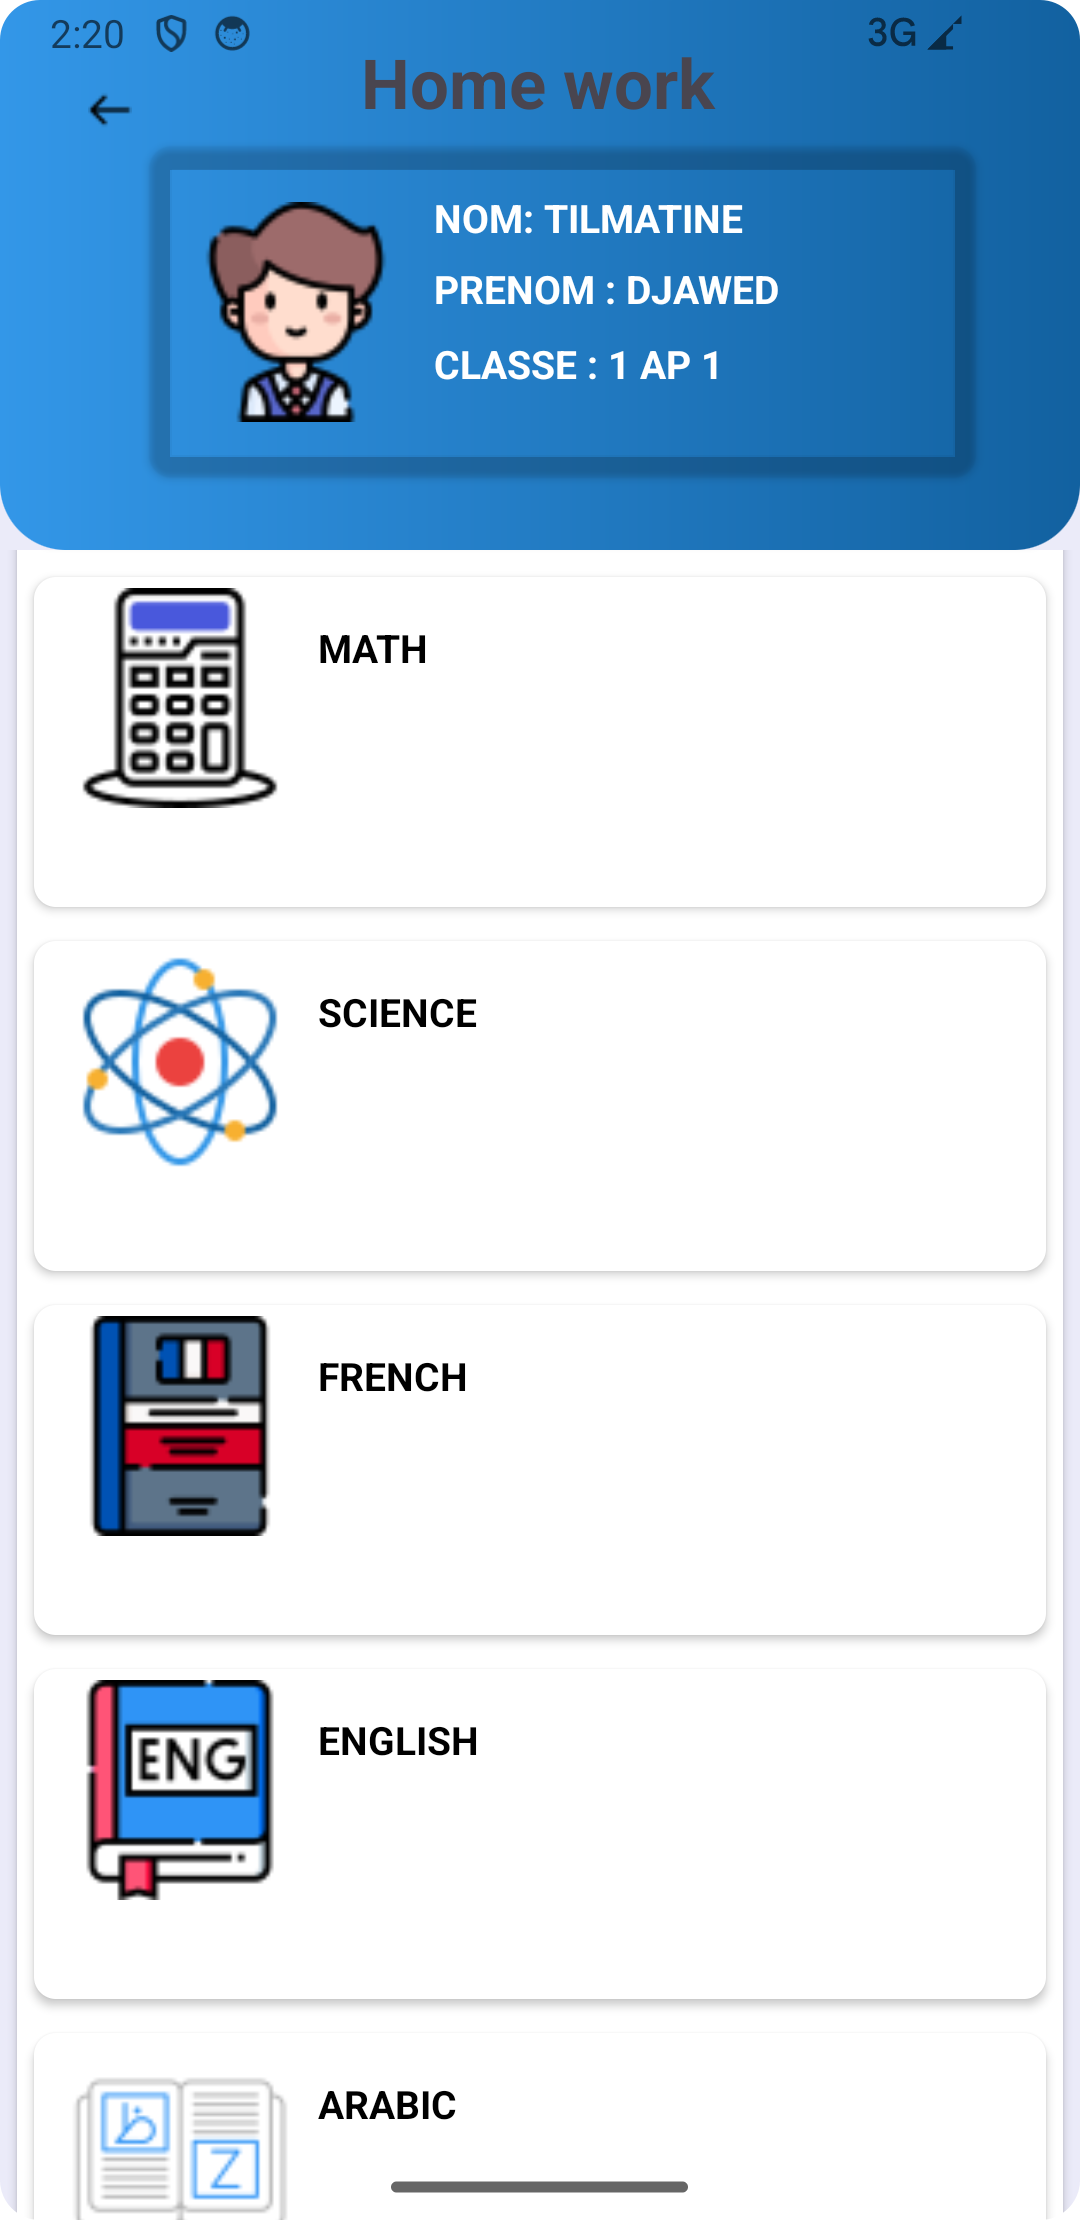 2:20 3G
Home work
NOM: TILMATINE
PRENOM : DJAWED
CLASSE : 1 AP 1
MATH
SCIENCE
FRENCH
ENG
ENGLISH
ARABIC
ض
Z